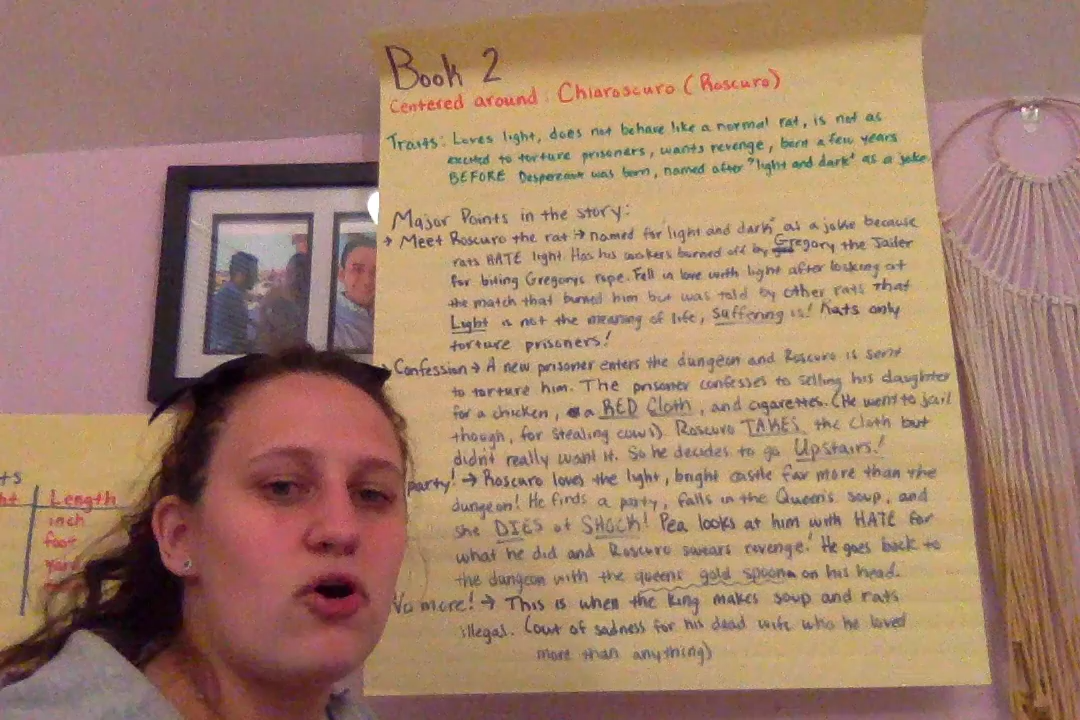 Book 2
Centered around: Chiaroscuro (Roscuro)
Traits: Loves light, does not behave like a normal rat, is not as
excited to torture prisoners, wants revenge, born a few years
BEFORE Despereaux was born, named after "light and dark" as a joke
Major Points in the story:
→ Meet Roscuro the rat → named for "light and dark" as a joke because
rats HATE light. Has his whiskers burned off by Gregory the Jailer
for biting Gregorys rope. Fell in love with light after looking at
the match that burned him but was told by other rats that
Light is not the meaning of life, suffering is! Rats only
torture prisoners!
Confession → A new prisoner enters the dungeon and Roscuro is sent
to torture him. The prisoner confesses to selling his daughter
for a chicken, a RED Cloth, and cigarettes. (He went to jail
though, for stealing cows). Roscuro TAKES the cloth but
didn't really want it. So he decides to go Upstairs!
party! → Roscuro loves the light, bright castle far more than the
dungeon! He finds a party, falls in the Queen's soup, and
she DIES of SHOCK! Pea looks at him with HATE for
what he did and Roscuro swears revenge! He goes back to
the dungeon with the queens gold spoon on his head.
No more! → This is when the King makes soup and rats
illegal. (out of sadness for his dead wife who he loved
more than anything)
ts
ht Length
inch
foot
yard